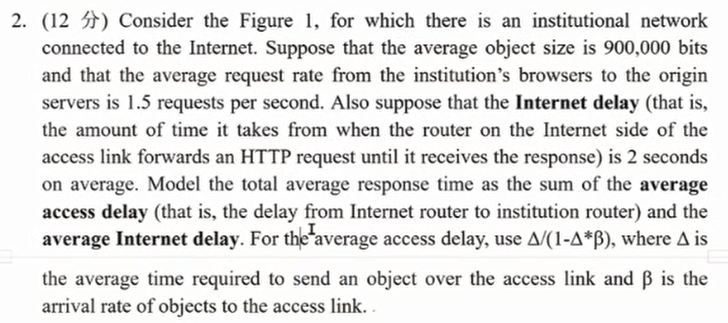 2. (12 分) Consider the Figure 1, for which there is an institutional network
connected to the Internet. Suppose that the average object size is 900,000 bits
and that the average request rate from the institution's browsers to the origin
servers is 1.5 requests per second. Also suppose that the Internet delay (that is,
the amount of time it takes from when the router on the Internet side of the
access link forwards an HTTP request until it receives the response) is 2 seconds
on average. Model the total average response time as the sum of the average
access delay (that is, the delay from Internet router to institution router) and the
average Internet delay. For the average access delay, use Δ/(1-Δ*β), where Δ is
the average time required to send an object over the access link and β is the
arrival rate of objects to the access link. .